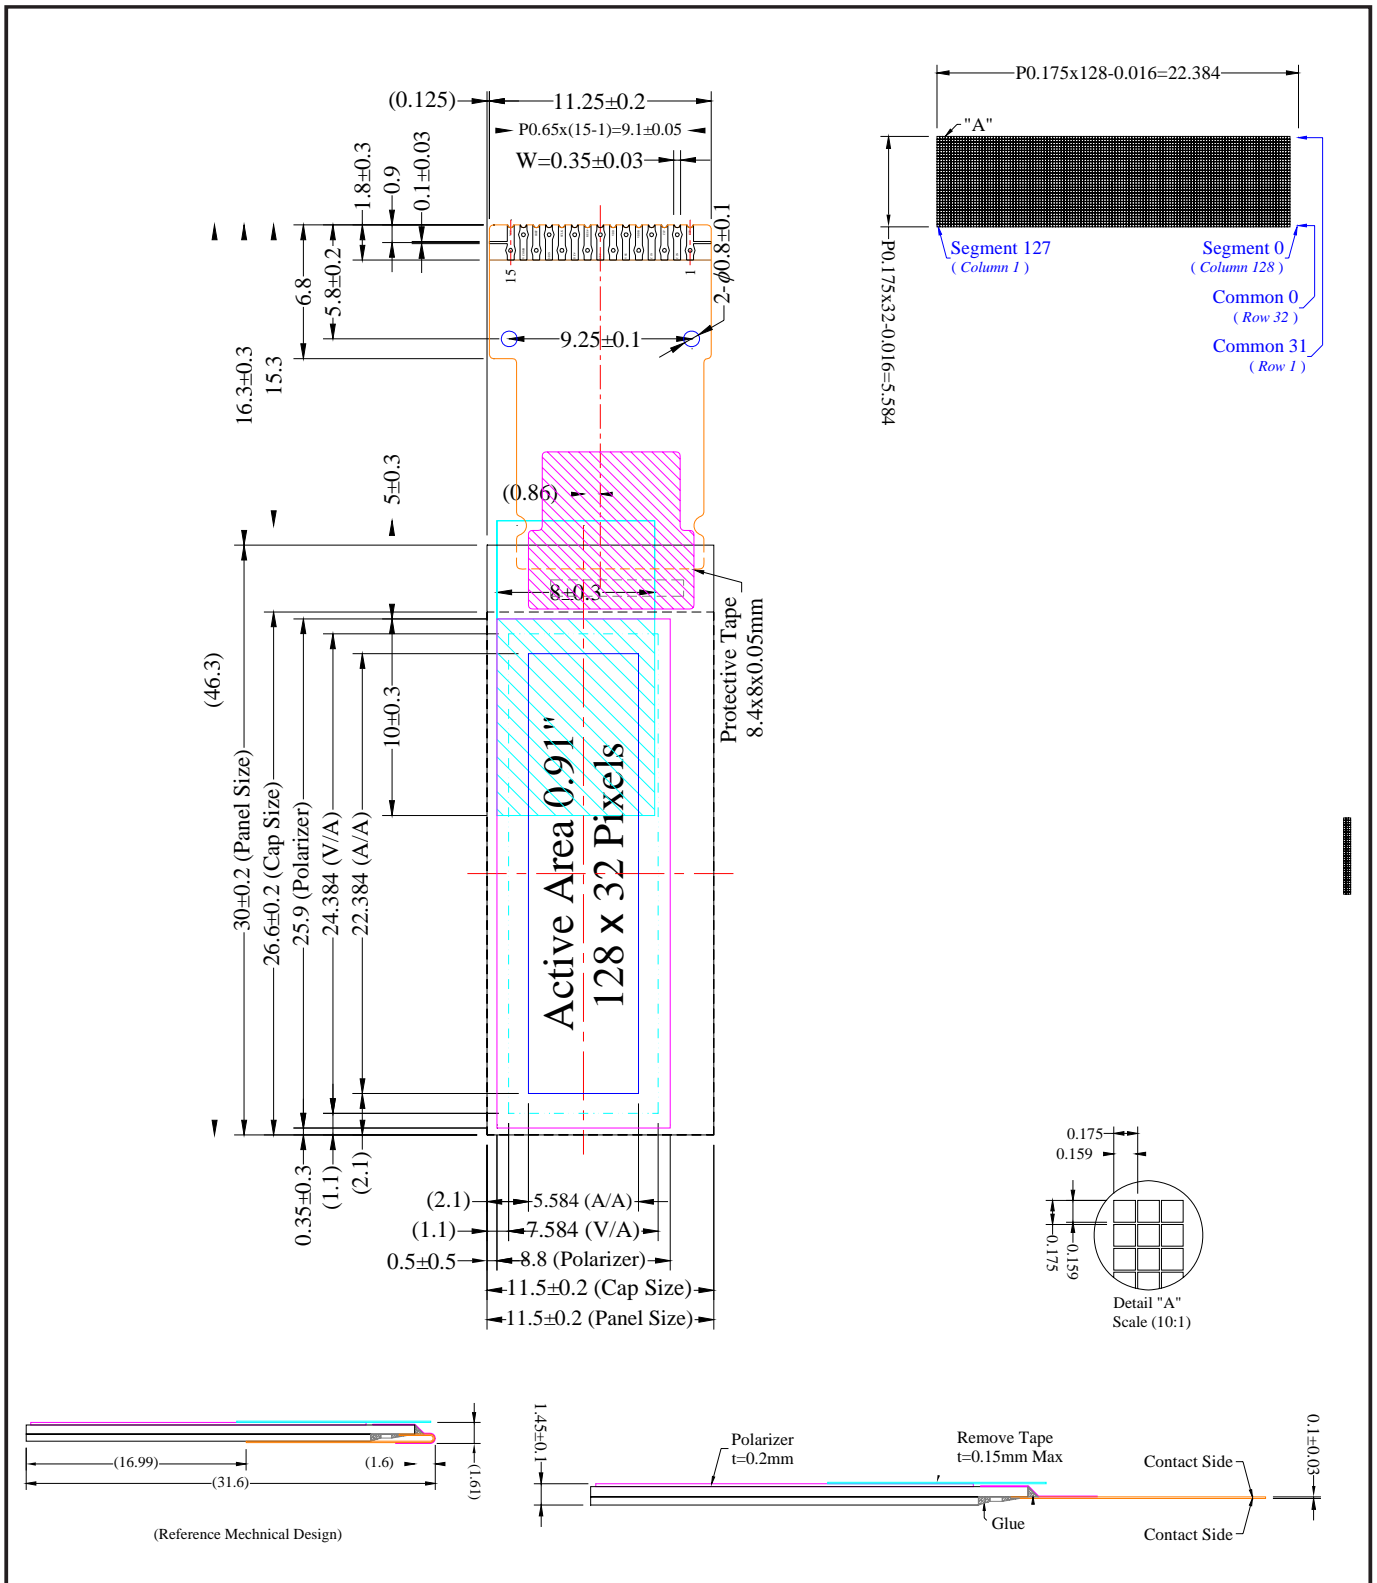 P0.175x128-0.016=22.384
"A"
P0.175x32-0.016=5.584
Segment 127
( Column 1 )
Segment 0
( Column 128 )
Common 0
( Row 32 )
Common 31
( Row 1 )
(0.125)
11.25±0.2
P0.65x(15-1)=9.1±0.05
W=0.35±0.03
1.8±0.3
0.9
0.1±0.03
2-ϕ0.8±0.1
15
1
6.8
5.8±0.2
9.25±0.1
16.3±0.3
15.3
5±0.3
(0.86)
8±0.3
Protective Tape
8.4x8x0.05mm
(46.3)
30±0.2 (Panel Size)
26.6±0.2 (Cap Size)
25.9 (Polarizer)
24.384 (V/A)
22.384 (A/A)
10±0.3
Active Area 0.91"
128 x 32 Pixels
0.35±0.3
(1.1)
(2.1)
(2.1)
5.584 (A/A)
(1.1)
7.584 (V/A)
0.5±0.5
8.8 (Polarizer)
11.5±0.2 (Cap Size)
11.5±0.2 (Panel Size)
0.175
0.159
0.159
0.175
Detail "A"
Scale (10:1)
(16.99)
(1.6)
(31.6)
(1.61)
(Reference Mechnical Design)
1.45±0.1
Polarizer
t=0.2mm
Remove Tape
t=0.15mm Max
Glue
Contact Side
Contact Side
0.1±0.03